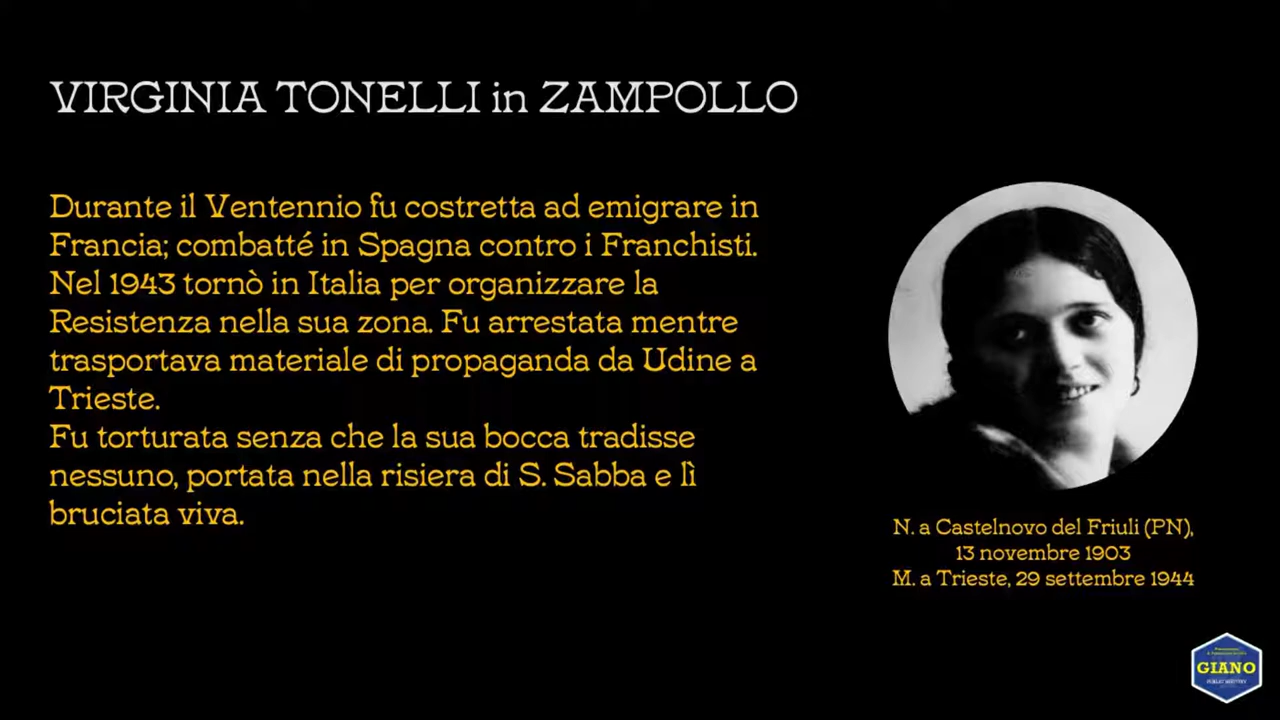 VIRGINIA TONELLI in ZAMPOLLO
Durante il Ventennio fu costretta ad emigrare in
Francia; combatté in Spagna contro i Franchisti.
Nel 1943 tornò in Italia per organizzare la
Resistenza nella sua zona. Fu arrestata mentre
trasportava materiale di propaganda da Udine a
Trieste.
Fu torturata senza che la sua bocca tradisse
nessuno, portata nella risiera di S. Sabba e lì
bruciata viva.
N. a Castelnovo del Friuli (PN),
13 novembre 1903
M. a Trieste, 29 settembre 1944
GIANO
PUBLIC HISTORY